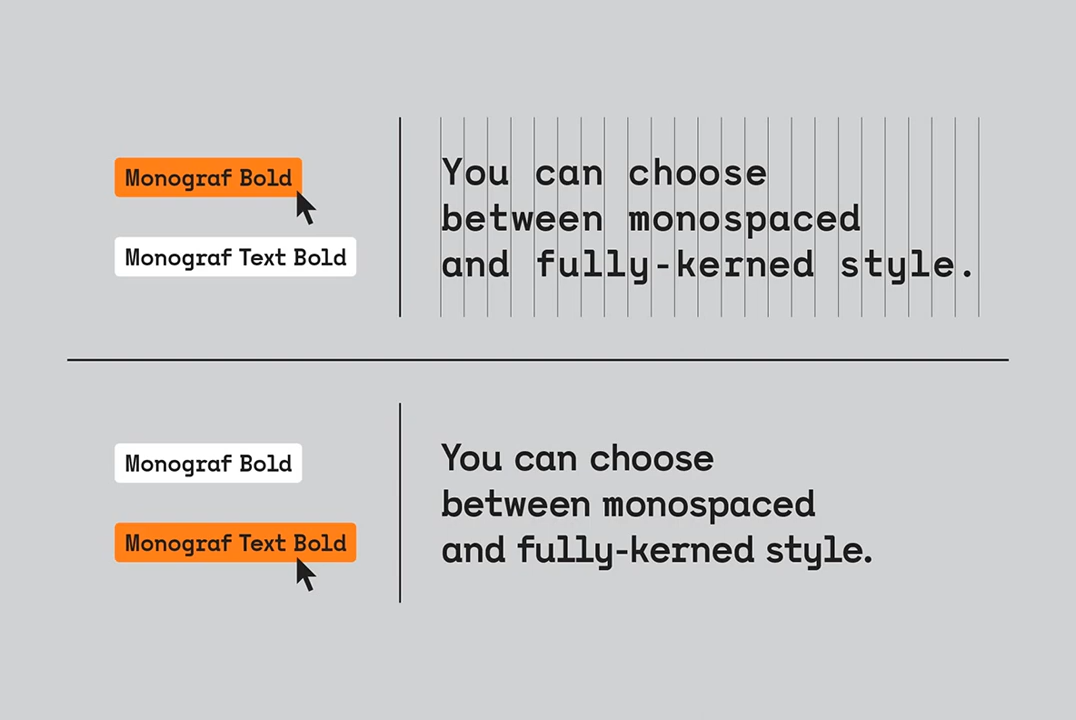 Monograf Bold
Monograf Text Bold
You can choose
between monospaced
and fully-kerned style.
Monograf Bold
Monograf Text Bold
You can choose
between monospaced
and fully-kerned style.